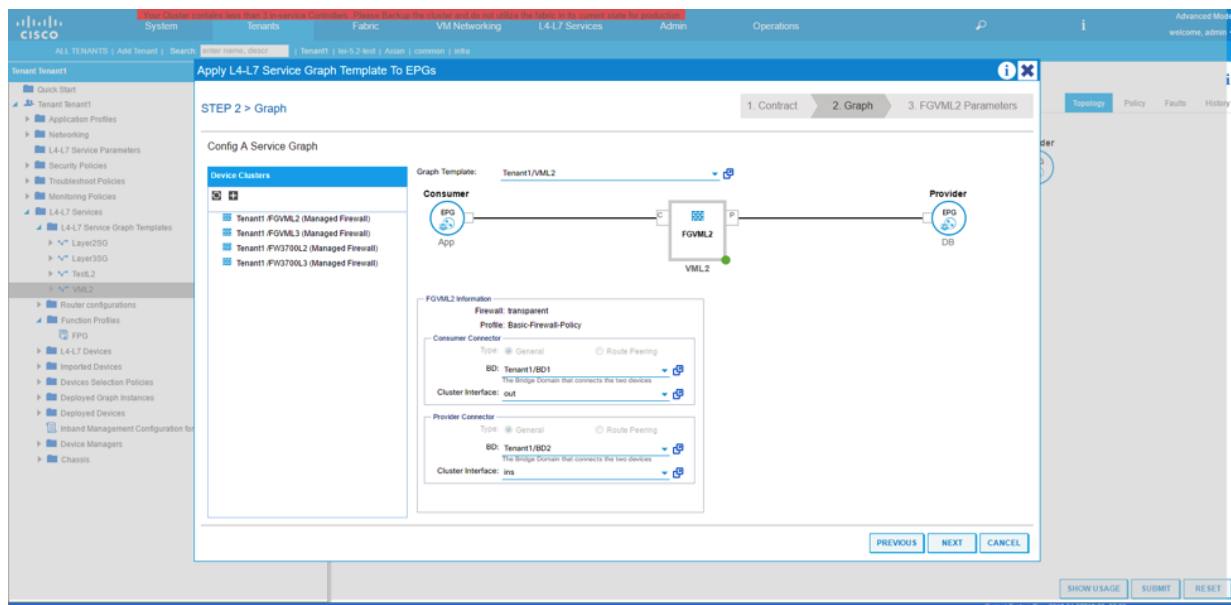 Your Cluster contains less than 3 in-service Controllers. Please Backup the cluster and do not utilize the fabric in its current state for production.
CISCO
System Tenants Fabric VM Networking L4-L7 Services Admin Operations
Advanced Mode
welcome, admin
ALL TENANTS | Add Tenant | Search: enter name, descr | Tenant1 | lei-5.2-test | Asian | common | infra
Tenant Tenant1
Quick Start
Tenant Tenant1
Application Profiles
Networking
L4-L7 Service Parameters
Security Policies
Troubleshoot Policies
Monitoring Policies
L4-L7 Services
L4-L7 Service Graph Templates
Layer2SG
Layer3SG
TestL2
VML2
Router configurations
Function Profiles
FPG
L4-L7 Devices
Imported Devices
Devices Selection Policies
Deployed Graph Instances
Deployed Devices
Inband Management Configuration for
Device Managers
Chassis
Apply L4-L7 Service Graph Template To EPGs
STEP 2 > Graph
1. Contract 2. Graph 3. FGVML2 Parameters
Config A Service Graph
Device Clusters
Tenant1 /FGVML2 (Managed Firewall)
Tenant1 /FGVML3 (Managed Firewall)
Tenant1 /FW3700L2 (Managed Firewall)
Tenant1 /FW3700L3 (Managed Firewall)
Graph Template: Tenant1/VML2
Consumer Provider
EPG C P EPG
FGVML2
App DB
VML2
FGVML2 Information
Firewall: transparent
Profile: Basic-Firewall-Policy
Consumer Connector
Type: General Route Peering
BD: Tenant1/BD1
The Bridge Domain that connects the two devices
Cluster Interface: out
Provider Connector
Type: General Route Peering
BD: Tenant1/BD2
The Bridge Domain that connects the two devices
Cluster Interface: ins
PREVIOUS NEXT CANCEL
Topology Policy Faults History
der
SHOW USAGE SUBMIT RESET